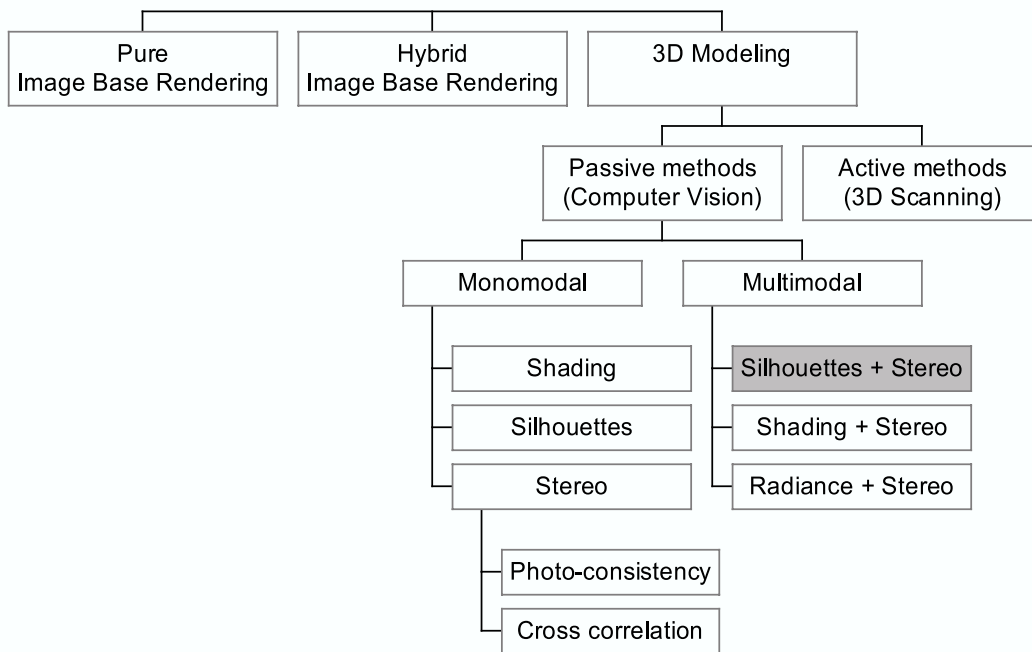 Pure
Image Base Rendering
Hybrid
Image Base Rendering
3D Modeling
Passive methods
(Computer Vision)
Active methods
(3D Scanning)
Monomodal
Multimodal
Shading
Silhouettes + Stereo
Silhouettes
Shading + Stereo
Stereo
Radiance + Stereo
Photo-consistency
Cross correlation